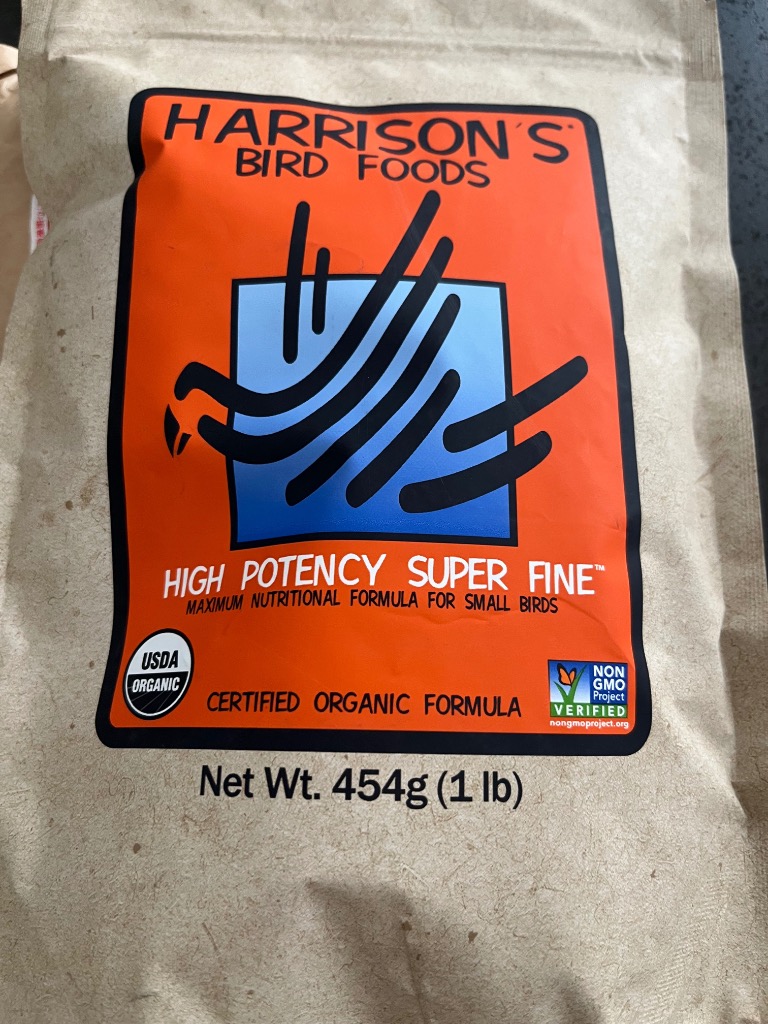 HARRISON'S
BIRD FOODS
HIGH POTENCY SUPER FINE™
MAXIMUM NUTRITIONAL FORMULA FOR SMALL BIRDS
USDA
ORGANIC
CERTIFIED ORGANIC FORMULA
NON
GMO
Project
VERIFIED
nongmoproject.org
Net Wt. 454g (1 lb)